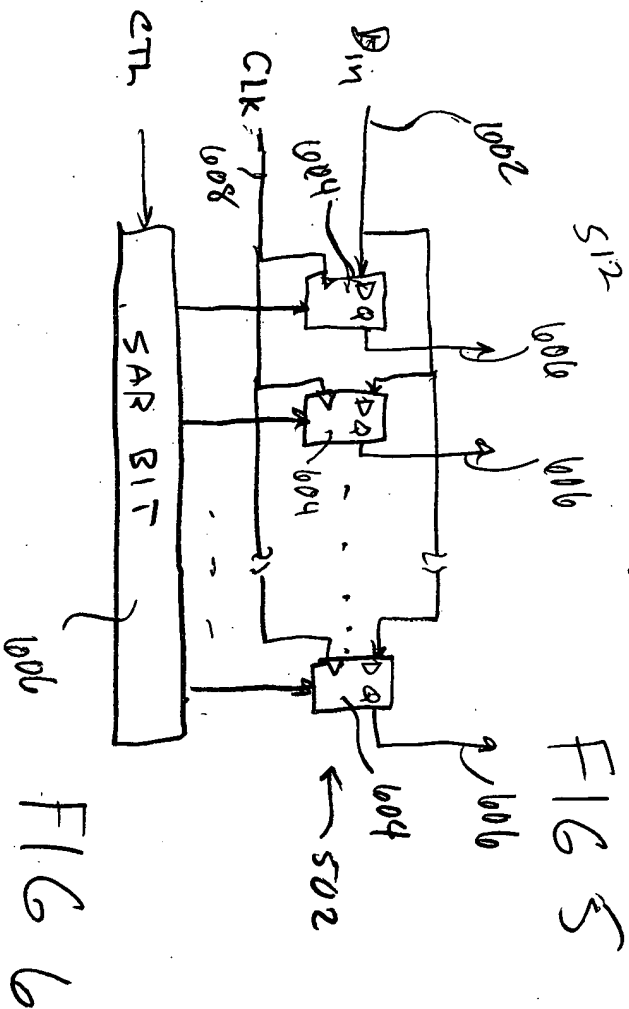 512
FIG 5
602
606
606
606
Din
604
D Q
D Q
604
D Q
604
CLK
608
← 502
CTL
SAR BIT
606
FIG 6